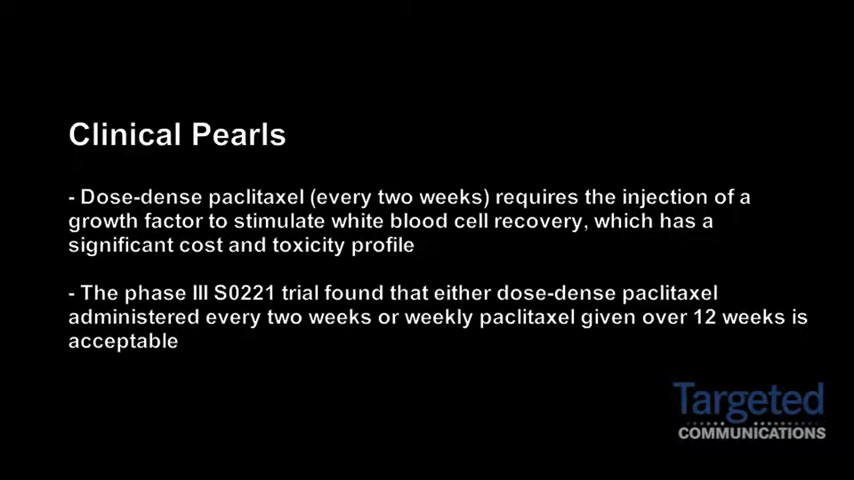 Clinical Pearls
- Dose-dense paclitaxel (every two weeks) requires the injection of a
growth factor to stimulate white blood cell recovery, which has a
significant cost and toxicity profile
- The phase III S0221 trial found that either dose-dense paclitaxel
administered every two weeks or weekly paclitaxel given over 12 weeks is
acceptable
Targeted
COMMUNICATIONS